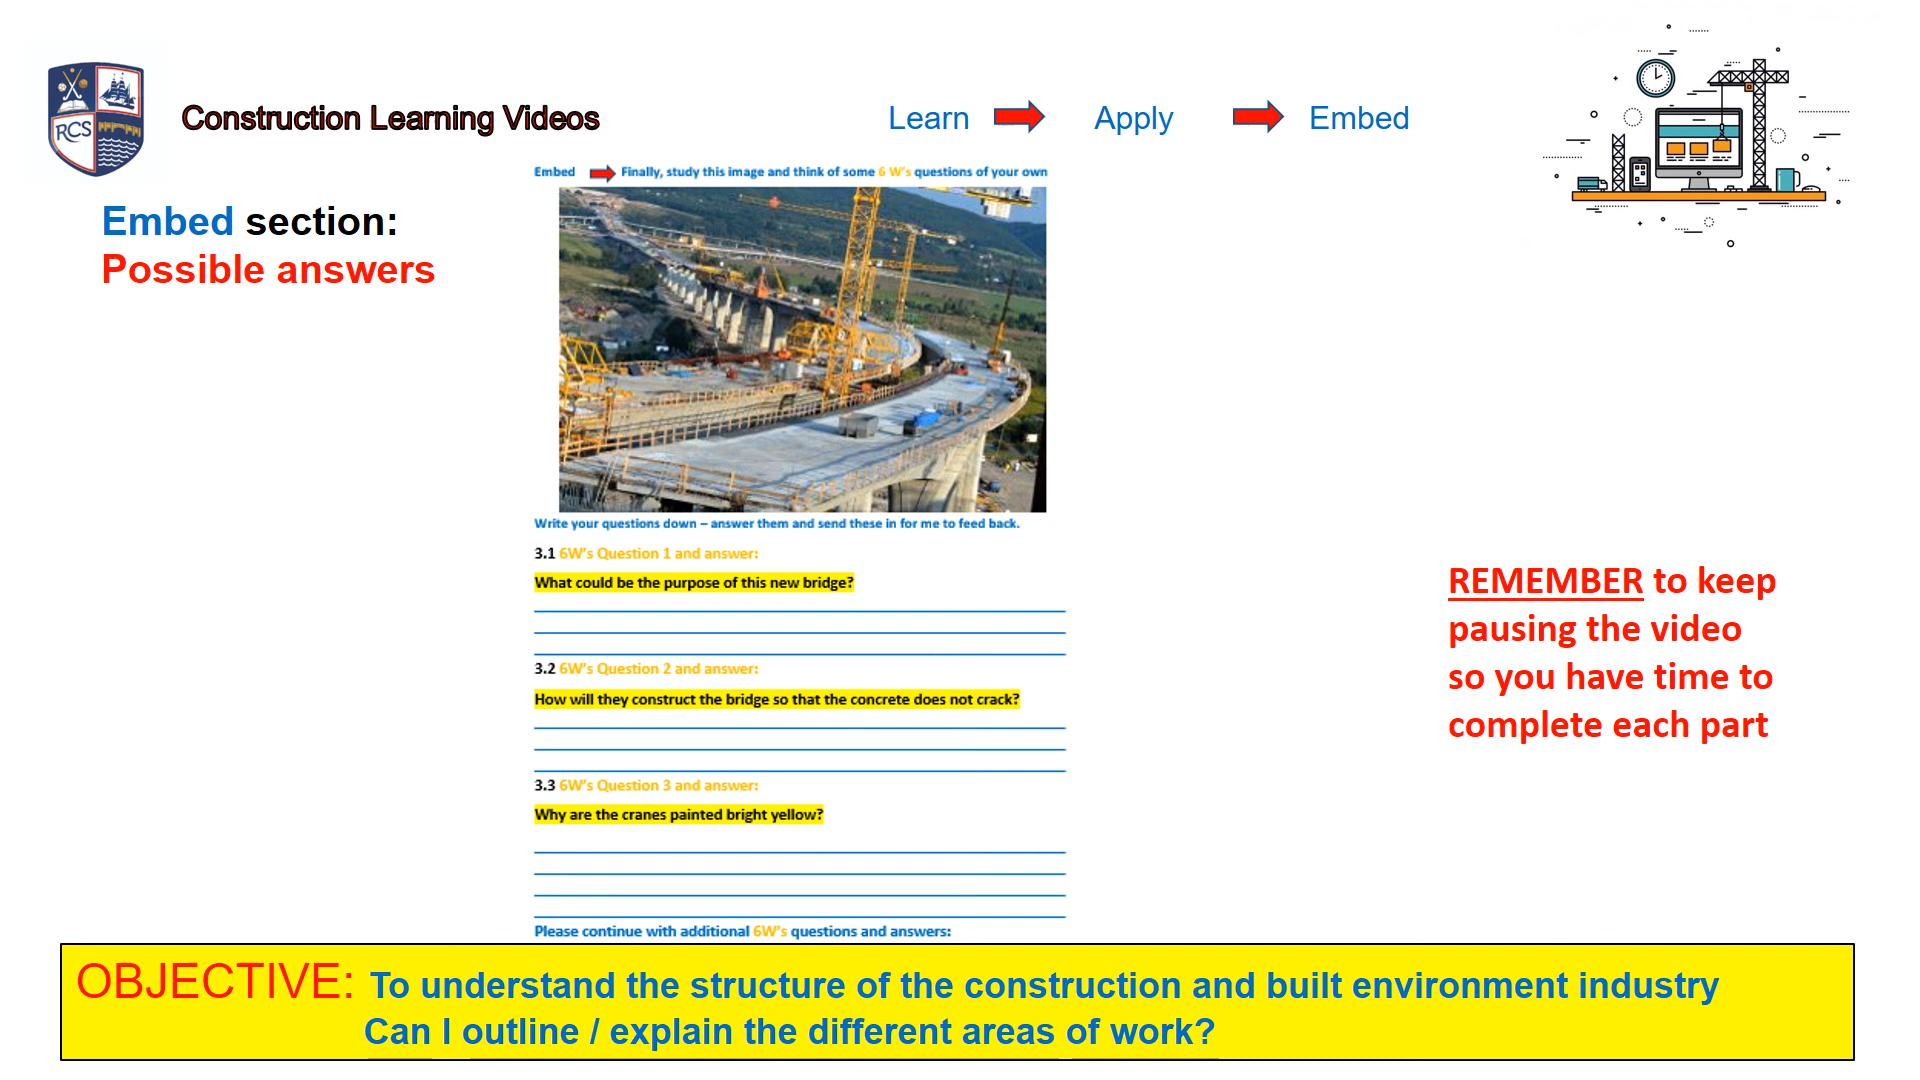 RCS
Construction Learning Videos
Learn Apply Embed
Embed section:
Possible answers
Embed Finally, study this image and think of some 6 W's questions of your own
Write your questions down – answer them and send these in for me to feed back.
3.1 6W's Question 1 and answer:
What could be the purpose of this new bridge?
3.2 6W's Question 2 and answer:
How will they construct the bridge so that the concrete does not crack?
3.3 6W's Question 3 and answer:
Why are the cranes painted bright yellow?
Please continue with additional 6W's questions and answers:
REMEMBER to keep
pausing the video
so you have time to
complete each part
OBJECTIVE: To understand the structure of the construction and built environment industry
Can I outline / explain the different areas of work?